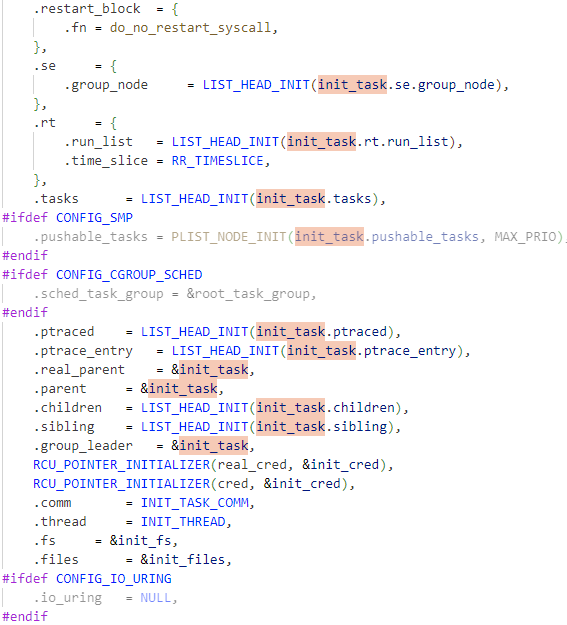 .restart_block = {
.fn = do_no_restart_syscall,
},
.se = {
.group_node = LIST_HEAD_INIT(init_task.se.group_node),
},
.rt = {
.run_list = LIST_HEAD_INIT(init_task.rt.run_list),
.time_slice = RR_TIMESLICE,
},
.tasks = LIST_HEAD_INIT(init_task.tasks),
#ifdef CONFIG_SMP
.pushable_tasks = PLIST_NODE_INIT(init_task.pushable_tasks, MAX_PRIO)
#endif
#ifdef CONFIG_CGROUP_SCHED
.sched_task_group = &root_task_group,
#endif
.ptraced = LIST_HEAD_INIT(init_task.ptraced),
.ptrace_entry = LIST_HEAD_INIT(init_task.ptrace_entry),
.real_parent = &init_task,
.parent = &init_task,
.children = LIST_HEAD_INIT(init_task.children),
.sibling = LIST_HEAD_INIT(init_task.sibling),
.group_leader = &init_task,
RCU_POINTER_INITIALIZER(real_cred, &init_cred),
RCU_POINTER_INITIALIZER(cred, &init_cred),
.comm = INIT_TASK_COMM,
.thread = INIT_THREAD,
.fs = &init_fs,
.files = &init_files,
#ifdef CONFIG_IO_URING
.io_uring = NULL,
#endif